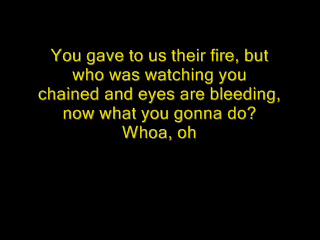 You gave to us their fire, but
who was watching you
chained and eyes are bleeding,
now what you gonna do?
Whoa, oh